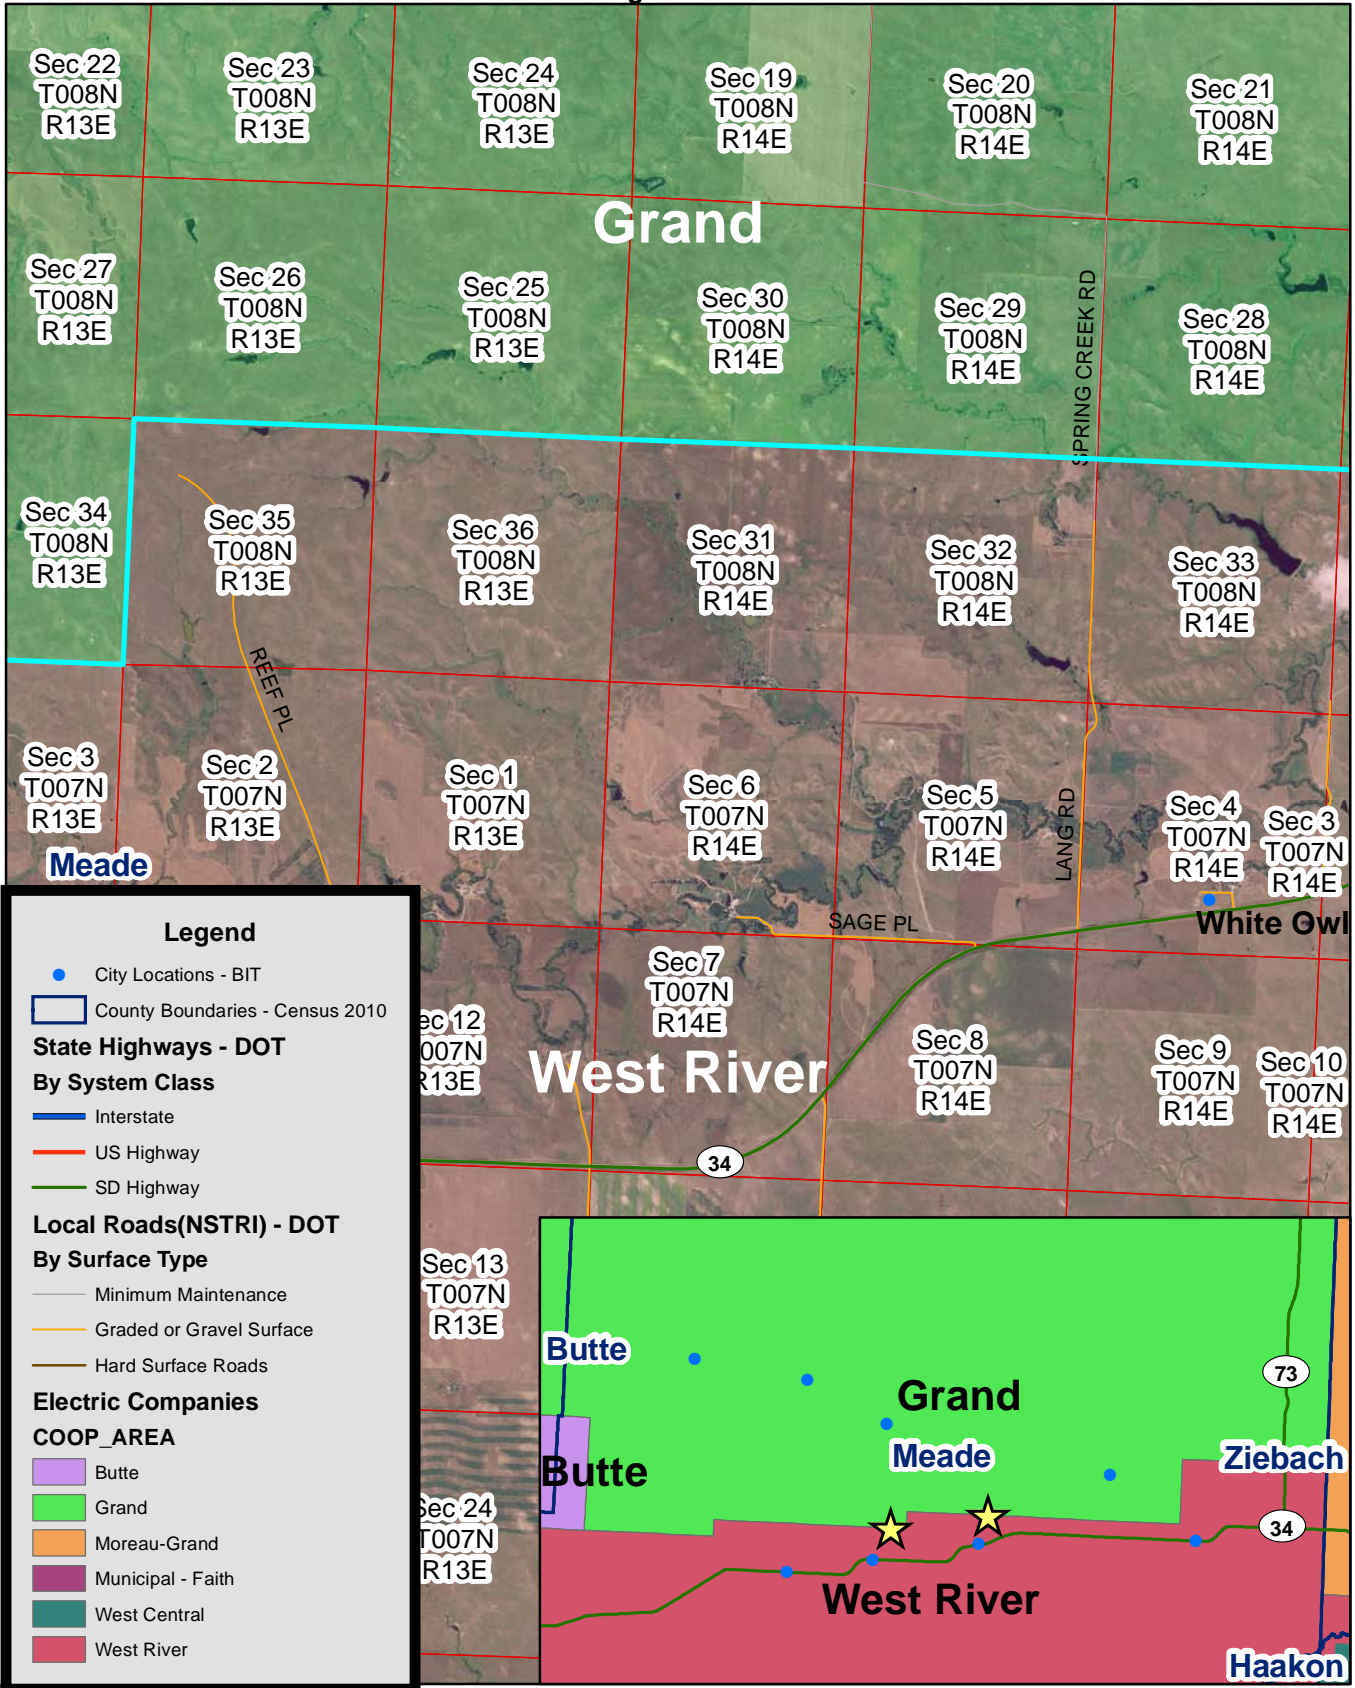 Sec 22
T008N
R13E
Sec 23
T008N
R13E
Sec 24
T008N
R13E
Sec 19
T008N
R14E
Sec 20
T008N
R14E
Sec 21
T008N
R14E
Grand
Sec 27
T008N
R13E
Sec 26
T008N
R13E
Sec 25
T008N
R13E
Sec 30
T008N
R14E
Sec 29
T008N
R14E
SPRING CREEK RD
Sec 28
T008N
R14E
Sec 34
T008N
R13E
Sec 35
T008N
R13E
Sec 36
T008N
R13E
Sec 31
T008N
R14E
Sec 32
T008N
R14E
Sec 33
T008N
R14E
REEF PL
Sec 3
T007N
R13E
Sec 2
T007N
R13E
Sec 1
T007N
R13E
Sec 6
T007N
R14E
Sec 5
T007N
R14E
LANG RD
Sec 4
T007N
R14E
Sec 3
T007N
R14E
Meade
SAGE PL
White Owl
Sec 7
T007N
R14E
ec 12
007N
R13E
West River
Sec 8
T007N
R14E
Sec 9
T007N
R14E
Sec 10
T007N
R14E
34
Sec 13
T007N
R13E
Sec 24
T007N
R13E
Legend
City Locations - BIT
County Boundaries - Census 2010
State Highways - DOT
By System Class
Interstate
US Highway
SD Highway
Local Roads(NSTRI) - DOT
By Surface Type
Minimum Maintenance
Graded or Gravel Surface
Hard Surface Roads
Electric Companies
COOP_AREA
Butte
Grand
Moreau-Grand
Municipal - Faith
West Central
West River
Butte
73
Grand
Meade
Ziebach
Butte
34
West River
Haakon